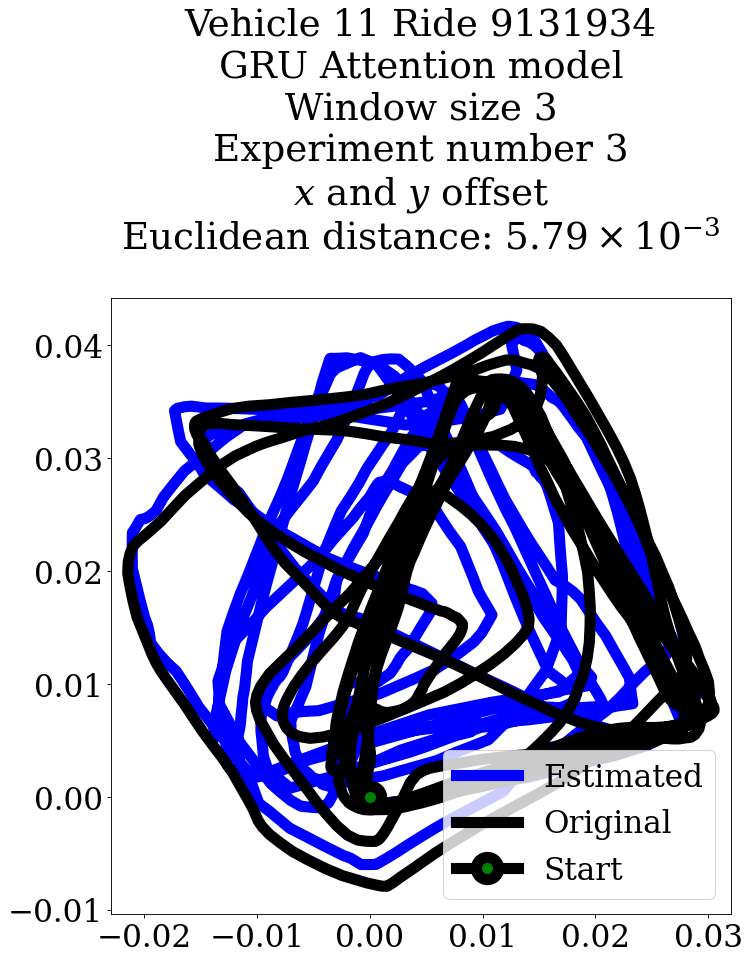 Vehicle 11 Ride 9131934
GRU Attention model
Window size 3
Experiment number 3
x and y offset
Euclidean distance: 5.79 × 10⁻³
0.04
0.03
0.02
0.01
0.00
−0.01
Estimated
Original
Start
−0.02 −0.01 0.00 0.01 0.02 0.03